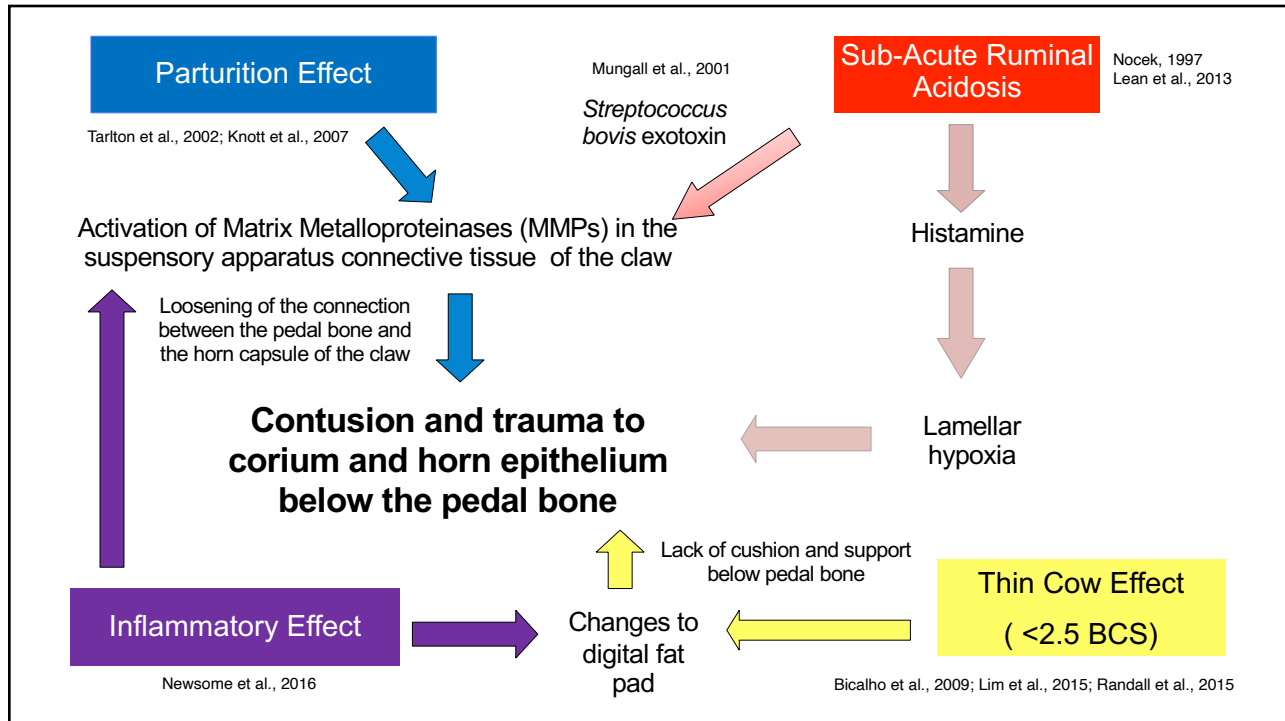 Parturition Effect
Tarlton et al., 2002; Knott et al., 2007
Mungall et al., 2001
Streptococcus
bovis exotoxin
Sub-Acute Ruminal
Acidosis
Nocek, 1997
Lean et al., 2013
Activation of Matrix Metalloproteinases (MMPs) in the
suspensory apparatus connective tissue of the claw
Histamine
Loosening of the connection
between the pedal bone and
the horn capsule of the claw
Contusion and trauma to
corium and horn epithelium
below the pedal bone
Lamellar
hypoxia
Lack of cushion and support
below pedal bone
Inflammatory Effect
Newsome et al., 2016
Changes to
digital fat
pad
Thin Cow Effect
( <2.5 BCS)
Bicalho et al., 2009; Lim et al., 2015; Randall et al., 2015